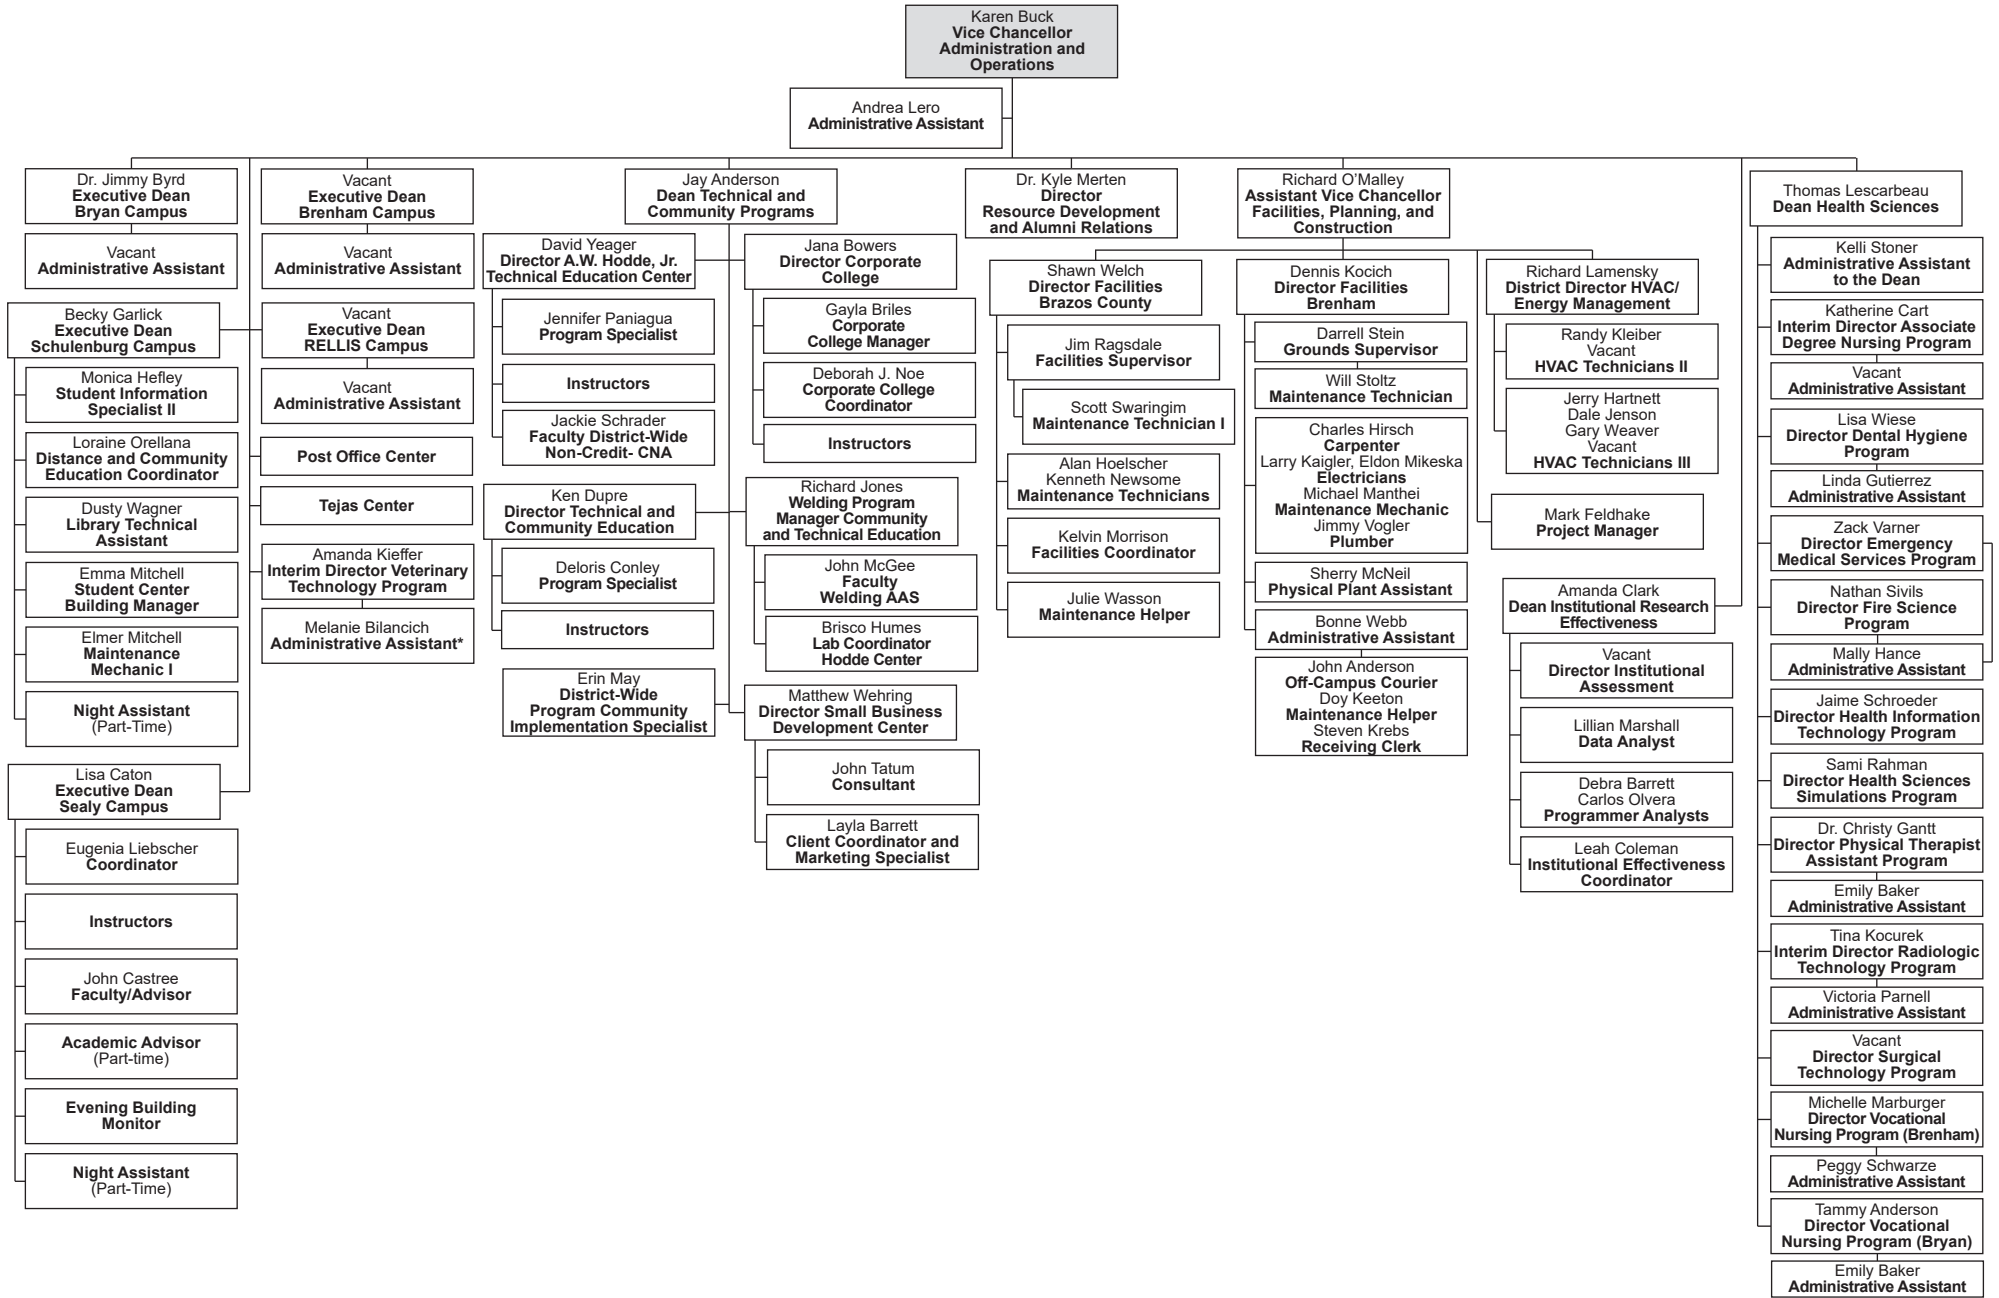 Karen Buck
Vice Chancellor
Administration and
Operations
Andrea Lero
Administrative Assistant
Dr. Jimmy Byrd
Executive Dean
Bryan Campus
Vacant
Administrative Assistant
Becky Garlick
Executive Dean
Schulenburg Campus
Monica Hefley
Student Information
Specialist II
Loraine Orellana
Distance and Community
Education Coordinator
Dusty Wagner
Library Technical
Assistant
Emma Mitchell
Student Center
Building Manager
Elmer Mitchell
Maintenance
Mechanic I
Night Assistant
(Part-Time)
Lisa Caton
Executive Dean
Sealy Campus
Eugenia Liebscher
Coordinator
Instructors
John Castree
Faculty/Advisor
Academic Advisor
(Part-time)
Evening Building
Monitor
Night Assistant
(Part-Time)
Vacant
Executive Dean
Brenham Campus
Vacant
Administrative Assistant
Vacant
Executive Dean
RELLIS Campus
Vacant
Administrative Assistant
Post Office Center
Tejas Center
Amanda Kieffer
Interim Director Veterinary
Technology Program
Melanie Bilancich
Administrative Assistant*
Jay Anderson
Dean Technical and
Community Programs
David Yeager
Director A.W. Hodde, Jr.
Technical Education Center
Jennifer Paniagua
Program Specialist
Instructors
Jackie Schrader
Faculty District-Wide
Non-Credit- CNA
Ken Dupre
Director Technical and
Community Education
Deloris Conley
Program Specialist
Instructors
Erin May
District-Wide
Program Community
Implementation Specialist
Jana Bowers
Director Corporate
College
Gayla Briles
Corporate
College Manager
Deborah J. Noe
Corporate College
Coordinator
Instructors
Richard Jones
Welding Program
Manager Community
and Technical Education
John McGee
Faculty
Welding AAS
Brisco Humes
Lab Coordinator
Hodde Center
Matthew Wehring
Director Small Business
Development Center
John Tatum
Consultant
Layla Barrett
Client Coordinator and
Marketing Specialist
Dr. Kyle Merten
Director
Resource Development
and Alumni Relations
Richard O’Malley
Assistant Vice Chancellor
Facilities, Planning, and
Construction
Shawn Welch
Director Facilities
Brazos County
Jim Ragsdale
Facilities Supervisor
Scott Swaringim
Maintenance Technician I
Alan Hoelscher
Kenneth Newsome
Maintenance Technicians
Kelvin Morrison
Facilities Coordinator
Julie Wasson
Maintenance Helper
Dennis Kocich
Director Facilities
Brenham
Darrell Stein
Grounds Supervisor
Will Stoltz
Maintenance Technician
Charles Hirsch
Carpenter
Larry Kaigler, Eldon Mikeska
Electricians
Michael Manthei
Maintenance Mechanic
Jimmy Vogler
Plumber
Sherry McNeil
Physical Plant Assistant
Bonne Webb
Administrative Assistant
John Anderson
Off-Campus Courier
Doy Keeton
Maintenance Helper
Steven Krebs
Receiving Clerk
Richard Lamensky
District Director HVAC/
Energy Management
Randy Kleiber
Vacant
HVAC Technicians II
Jerry Hartnett
Dale Jenson
Gary Weaver
Vacant
HVAC Technicians III
Mark Feldhake
Project Manager
Amanda Clark
Dean Institutional Research
Effectiveness
Vacant
Director Institutional
Assessment
Lillian Marshall
Data Analyst
Debra Barrett
Carlos Olvera
Programmer Analysts
Leah Coleman
Institutional Effectiveness
Coordinator
Thomas Lescarbeau
Dean Health Sciences
Kelli Stoner
Administrative Assistant
to the Dean
Katherine Cart
Interim Director Associate
Degree Nursing Program
Vacant
Administrative Assistant
Lisa Wiese
Director Dental Hygiene
Program
Linda Gutierrez
Administrative Assistant
Zack Varner
Director Emergency
Medical Services Program
Nathan Sivils
Director Fire Science
Program
Mally Hance
Administrative Assistant
Jaime Schroeder
Director Health Information
Technology Program
Sami Rahman
Director Health Sciences
Simulations Program
Dr. Christy Gantt
Director Physical Therapist
Assistant Program
Emily Baker
Administrative Assistant
Tina Kocurek
Interim Director Radiologic
Technology Program
Victoria Parnell
Administrative Assistant
Vacant
Director Surgical
Technology Program
Michelle Marburger
Director Vocational
Nursing Program (Brenham)
Peggy Schwarze
Administrative Assistant
Tammy Anderson
Director Vocational
Nursing Program (Bryan)
Emily Baker
Administrative Assistant